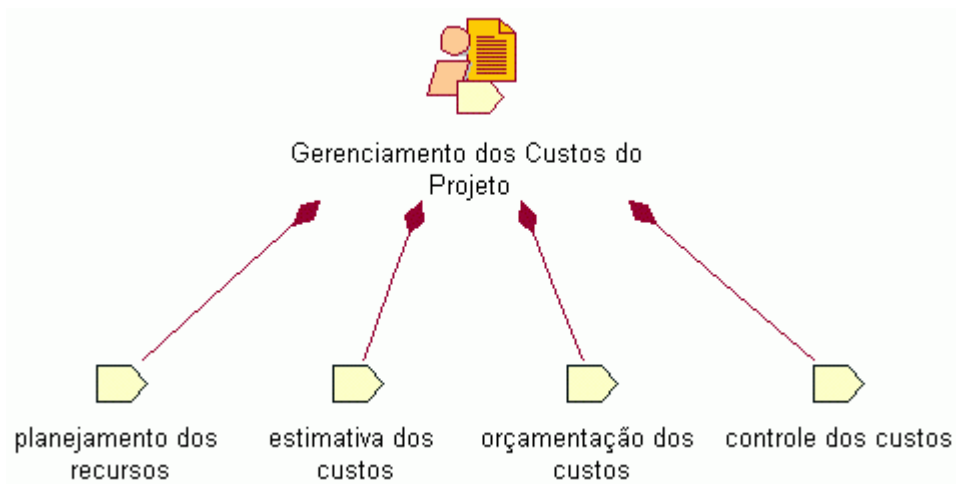 Gerenciamento dos Custos do
Projeto
planejamento dos
recursos
estimativa dos
custos
orçamentação dos
custos
controle dos custos